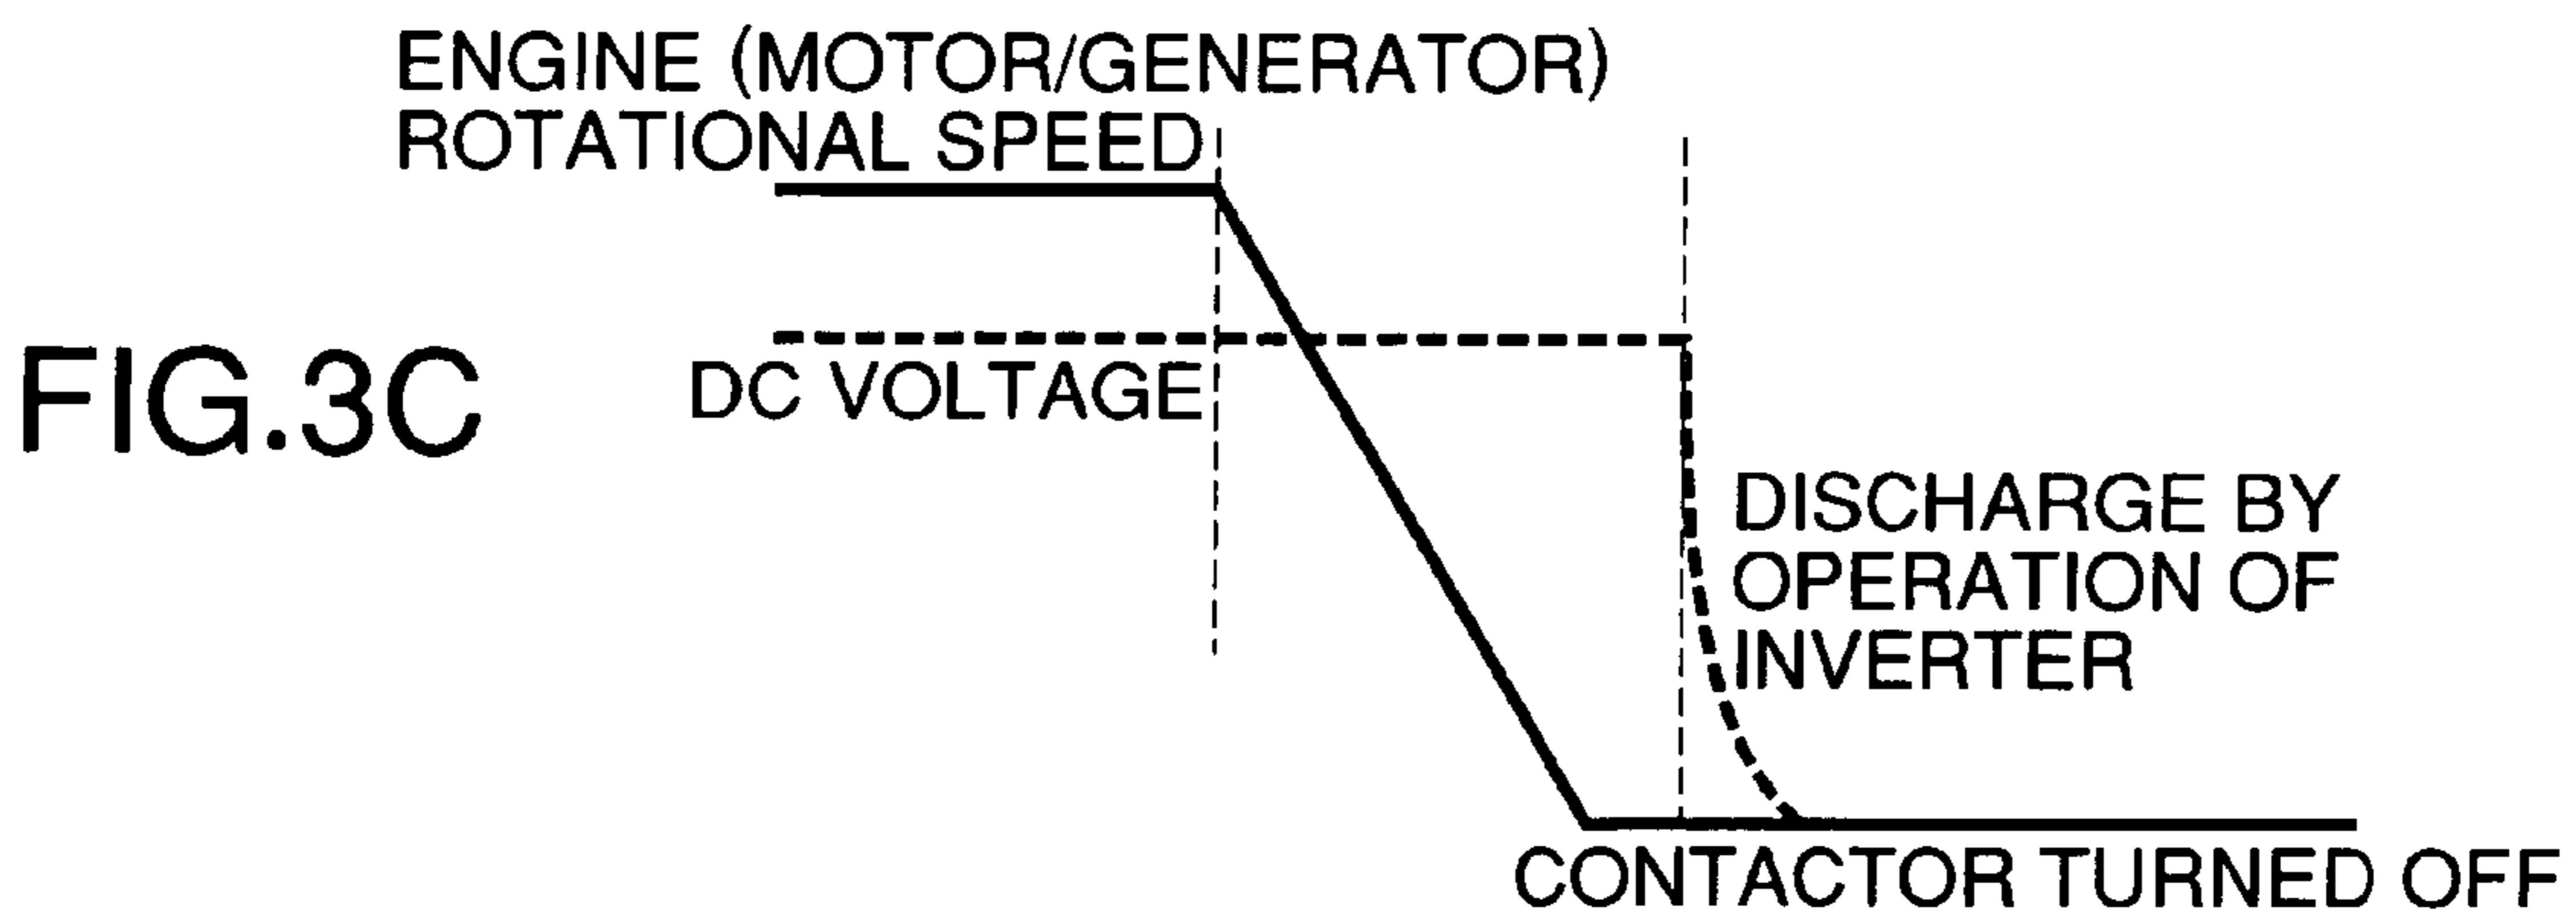 ENGINE (MOTOR/GENERATOR)
ROTATIONAL SPEED
FIG.3C
DC VOLTAGE
DISCHARGE BY
OPERATION OF
INVERTER
CONTACTOR TURNED OFF